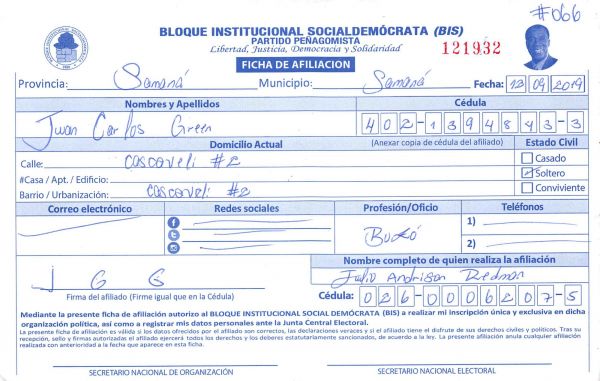 #066
BLOQUE INSTITUCIONAL SOCIALDEMÓCRATA (BIS)
PARTIDO PEÑAGOMISTA
Libertad, Justicia, Democracia y Solidaridad
121932
FICHA DE AFILIACION
Provincia: Samaná Municipio: Samaná Fecha: 13 09 2019
Nombres y Apellidos Cédula
Juan Carlos Green 402-1394843-3
Domicilio Actual (Anexar copia de cédula del afiliado) Estado Civil
Calle: cascaveli #2 Casado
#Casa / Apt. / Edificio: Soltero
Barrio / Urbanización: cascaveli #2 Conviviente
Correo electrónico Redes sociales Profesión/Oficio Teléfonos
1)
Buzó
2)
Nombre completo de quien realiza la afiliación
J G G Julio Andrison Redman
Firma del afiliado (Firme igual que en la Cédula) Cédula: 026-0006207-5
Mediante la presente ficha de afiliación autorizo al BLOQUE INSTITUCIONAL SOCIAL DEMÓCRATA (BIS) a realizar mi inscripción única y exclusiva en dicha
organización política, así como a registrar mis datos personales ante la Junta Central Electoral.
La presente ficha de afiliación es válida si los datos ofrecidos por el afiliado son correctos, las declaraciones veraces y si el afiliado tiene el disfrute de sus derechos civiles y políticos. Tras su
recepción, sello y firmas autorizadas el afiliado ejercerá todos los derechos y los deberes estatutariamente sancionados, de acuerdo a la ley. La presente afiliación anula cualquier afiliación
realizada con anterioridad a la fecha que aparece en esta ficha.
SECRETARIO NACIONAL DE ORGANIZACIÓN SECRETARIO NACIONAL ELECTORAL